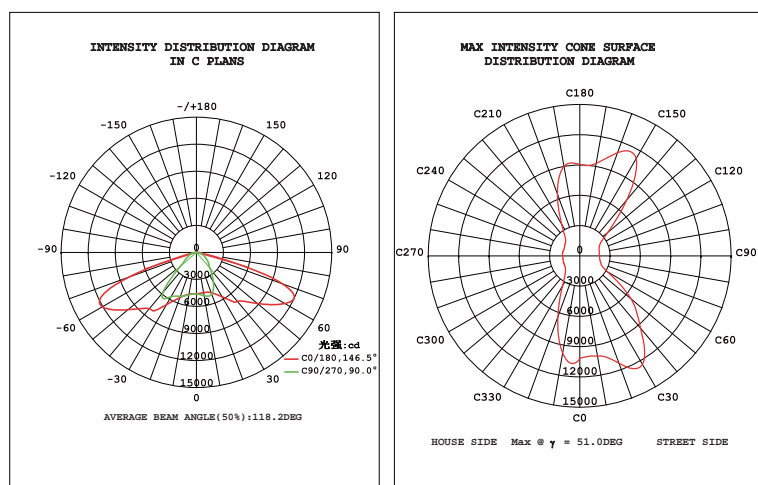 INTENSITY DISTRIBUTION DIAGRAM
IN C PLANS
-/+180
-150
150
-120
120
-90
90
-60
60
-30
30
0
0
3000
6000
9000
12000
15000
光强:cd
C0/180,146.5°
C90/270,90.0°
AVERAGE BEAM ANGLE(50%):118.2DEG
MAX INTENSITY CONE SURFACE
DISTRIBUTION DIAGRAM
C180
C210
C150
C240
C120
C270
C90
C300
C60
C330
C30
C0
0
3000
6000
9000
12000
15000
HOUSE SIDE Max @ γ = 51.0DEG STREET SIDE